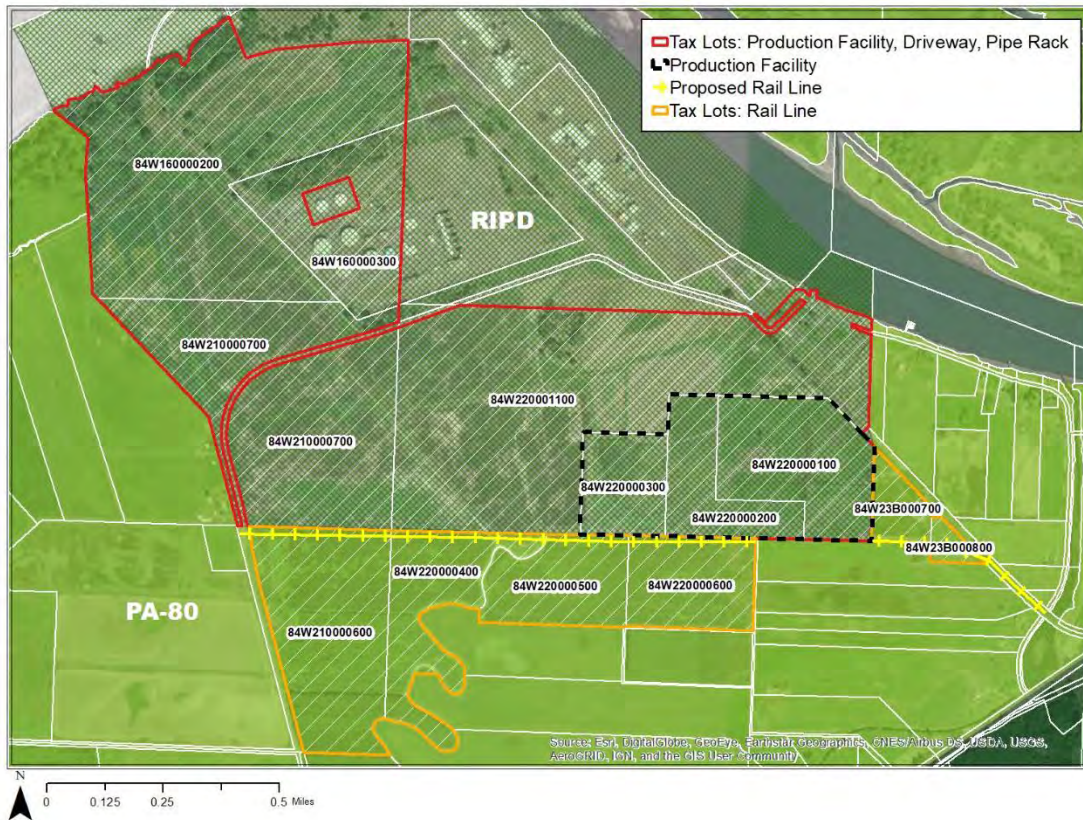 Tax Lots: Production Facility, Driveway, Pipe Rack
Production Facility
Proposed Rail Line
Tax Lots: Rail Line
84W160000200
RIPD
84W160000300
84W210000700
84W220001100
84W210000700
84W220000100
84W220000300
84W23B000700
84W220000200
84W23B000800
84W220000400
84W220000500
84W220000600
PA-80
84W210000600
Source: Esri, DigitalGlobe, GeoEye, Earthstar Geographics, CNES/Airbus DS, USDA, USGS,
AeroGRID, IGN, and the GIS User Community
N
0 0.125 0.25 0.5 Miles